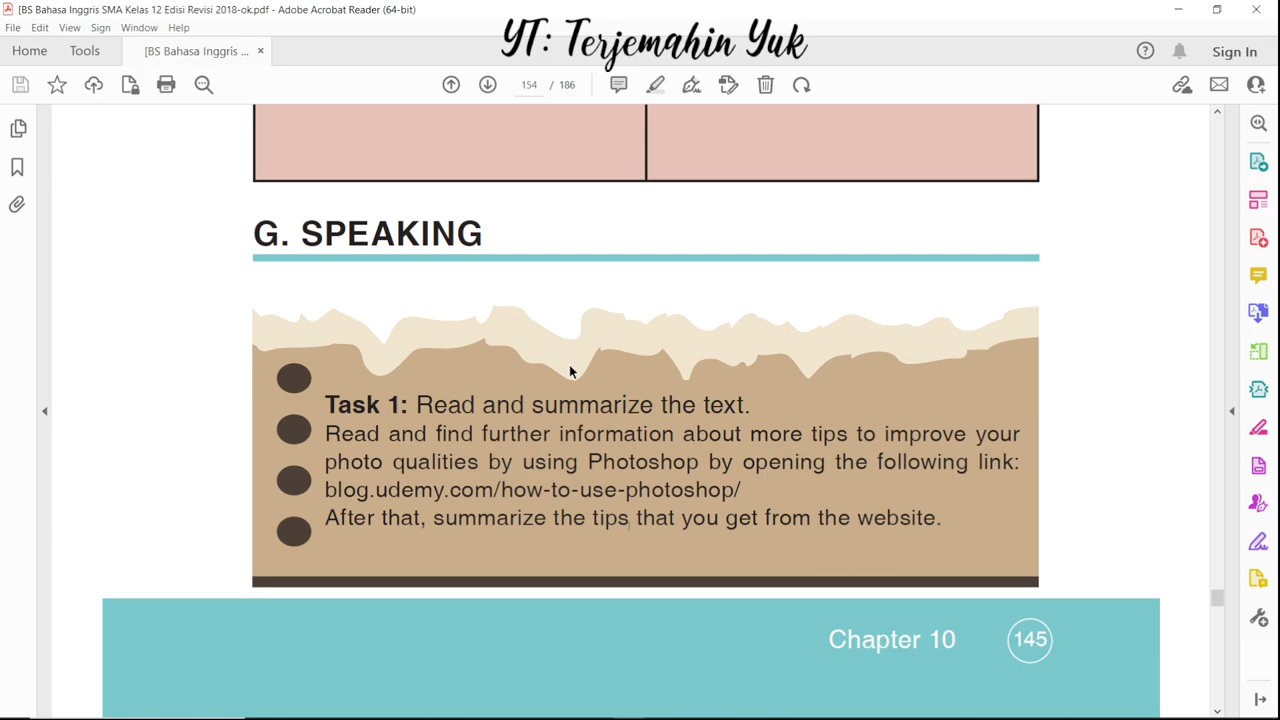 [BS Bahasa Inggris SMA Kelas 12 Edisi Revisi 2018-ok.pdf - Adobe Acrobat Reader (64-bit)
File Edit View Sign Window Help
YT: Terjemahin Yuk
Home Tools [BS Bahasa Inggris ... × Sign In
154 / 186
G. SPEAKING
Task 1: Read and summarize the text.
Read and find further information about more tips to improve your
photo qualities by using Photoshop by opening the following link:
blog.udemy.com/how-to-use-photoshop/
After that, summarize the tips that you get from the website.
Chapter 10 145